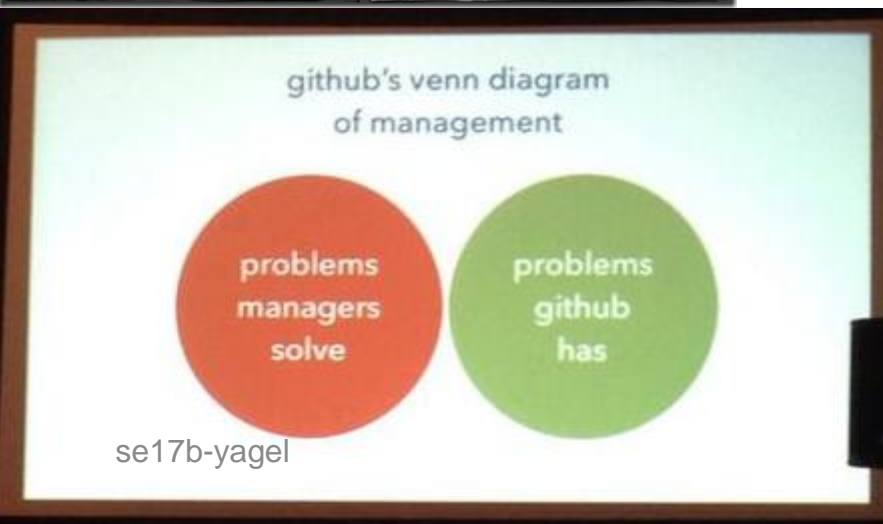 github's venn diagram
of management
problems
managers
solve
problems
github
has
se17b-yagel